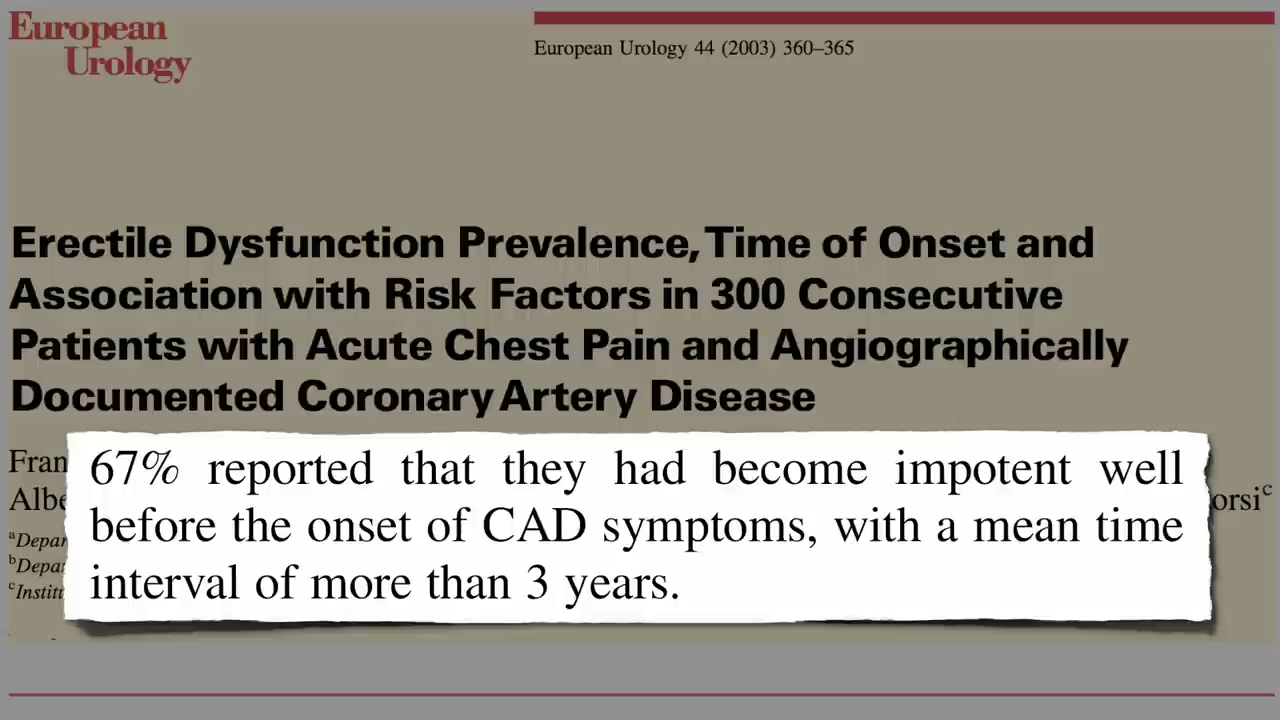 European
Urology
European Urology 44 (2003) 360–365
Erectile Dysfunction Prevalence, Time of Onset and
Association with Risk Factors in 300 Consecutive
Patients with Acute Chest Pain and Angiographically
Documented Coronary Artery Disease
67% reported that they had become impotent well
before the onset of CAD symptoms, with a mean time
interval of more than 3 years.